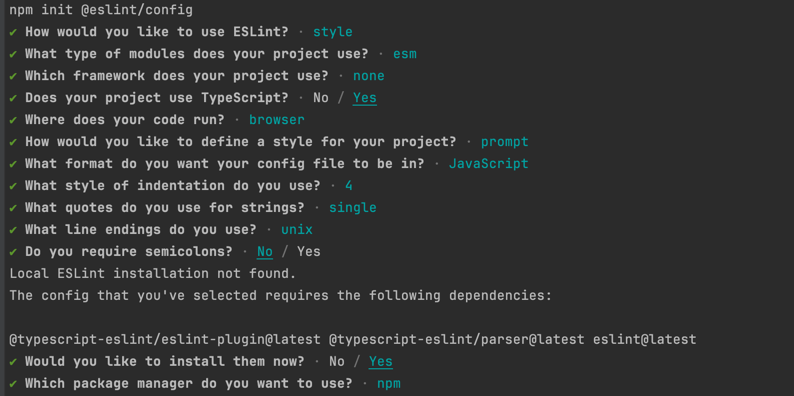 npm init @eslint/config
✔ How would you like to use ESLint? · style
✔ What type of modules does your project use? · esm
✔ Which framework does your project use? · none
✔ Does your project use TypeScript? · No / Yes
✔ Where does your code run? · browser
✔ How would you like to define a style for your project? · prompt
✔ What format do you want your config file to be in? · JavaScript
✔ What style of indentation do you use? · 4
✔ What quotes do you use for strings? · single
✔ What line endings do you use? · unix
✔ Do you require semicolons? · No / Yes
Local ESLint installation not found.
The config that you've selected requires the following dependencies:
@typescript-eslint/eslint-plugin@latest @typescript-eslint/parser@latest eslint@latest
✔ Would you like to install them now? · No / Yes
✔ Which package manager do you want to use? · npm